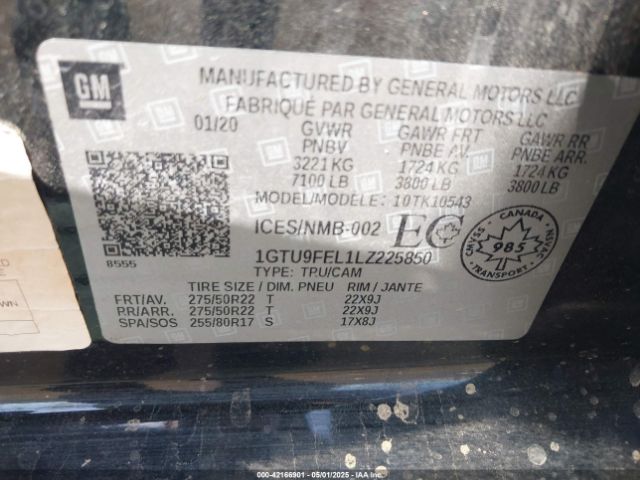 GM
MANUFACTURED BY GENERAL MOTORS LLC
FABRIQUÉ PAR GENERAL MOTORS LLC
01/20 GVWR GAWR FRT GAWR RR
PNBV PNBE AV. PNBE ARR.
3221 KG 1724 KG 1724 KG
7100 LB 3800 LB 3800 LB
MODEL/MODELE: 10TK10543
ICES/NMB-002 EC
CANADA
985
TRANSPORT
8555
1GTU9FEL1LZ225850
TYPE: TRU/CAM
TIRE SIZE / DIM. PNEU RIM / JANTE
FRT/AV. 275/50R22 T 22X9J
RR/ARR. 275/50R22 T 22X9J
SPA/SOS 255/80R17 S 17X8J
000-42166901 - 05/01/2025 - IAAI.COM